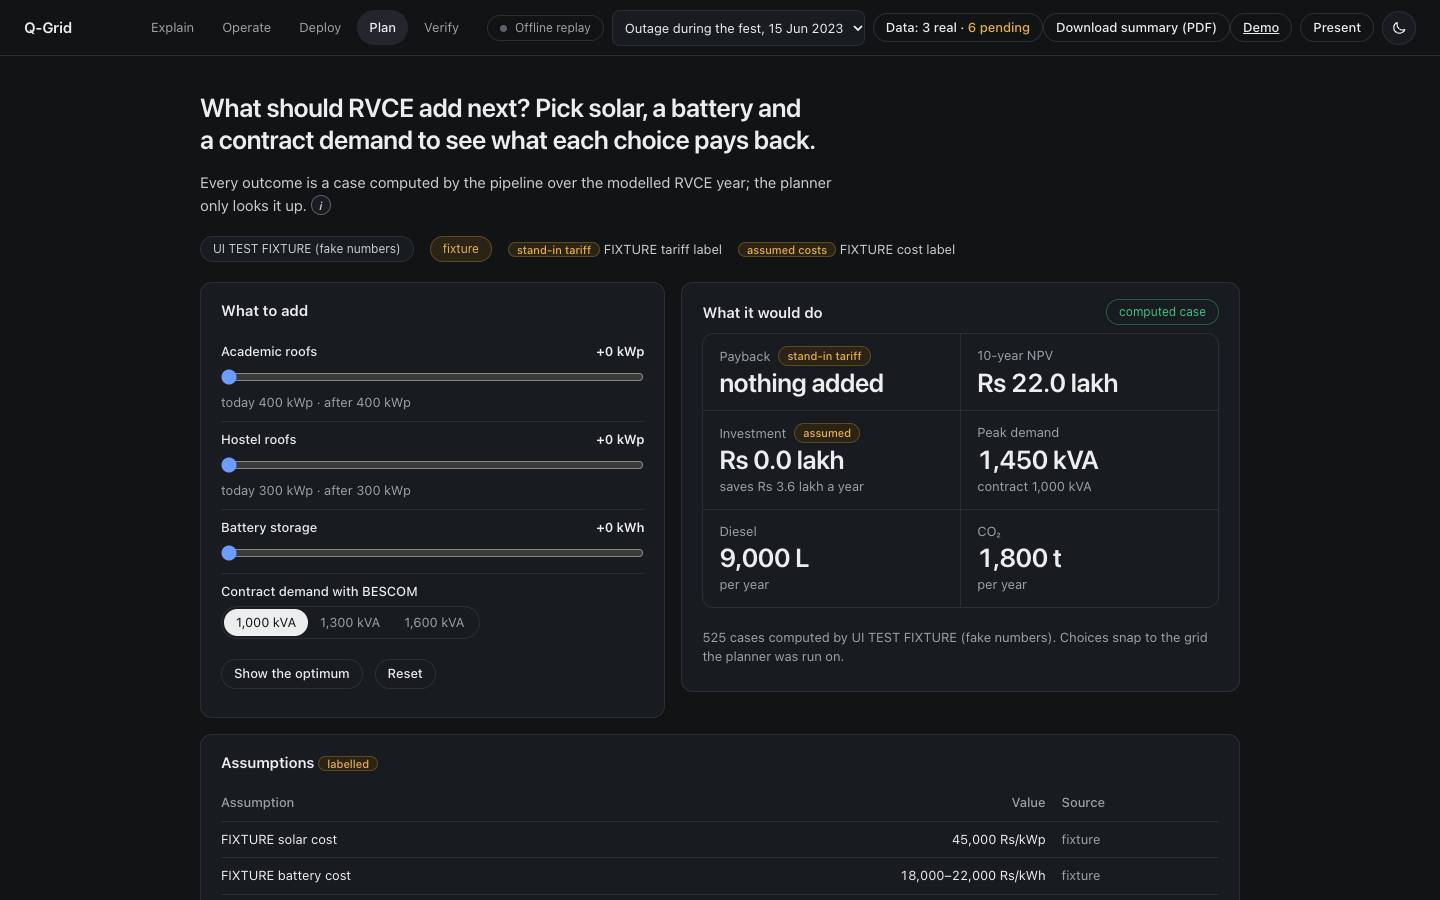 Q-Grid
Explain
Operate
Deploy
Plan
Verify
Offline replay
Outage during the fest, 15 Jun 2023
Data: 3 real · 6 pending
Download summary (PDF)
Demo
Present
What should RVCE add next? Pick solar, a battery and
a contract demand to see what each choice pays back.
Every outcome is a case computed by the pipeline over the modelled RVCE year; the planner
only looks it up. i
UI TEST FIXTURE (fake numbers)
fixture
stand-in tariff FIXTURE tariff label
assumed costs FIXTURE cost label
What to add
Academic roofs +0 kWp
today 400 kWp · after 400 kWp
Hostel roofs +0 kWp
today 300 kWp · after 300 kWp
Battery storage +0 kWh
Contract demand with BESCOM
1,000 kVA 1,300 kVA 1,600 kVA
Show the optimum Reset
What it would do computed case
Payback stand-in tariff
nothing added
10-year NPV
Rs 22.0 lakh
Investment assumed
Rs 0.0 lakh
saves Rs 3.6 lakh a year
Peak demand
1,450 kVA
contract 1,000 kVA
Diesel
9,000 L
per year
CO₂
1,800 t
per year
525 cases computed by UI TEST FIXTURE (fake numbers). Choices snap to the grid
the planner was run on.
Assumptions labelled
Assumption Value Source
FIXTURE solar cost 45,000 Rs/kWp fixture
FIXTURE battery cost 18,000–22,000 Rs/kWh fixture